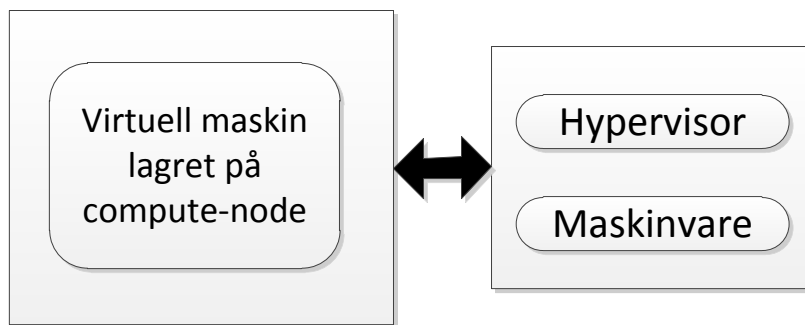 Virtuell maskin
lagret på
compute-node
Hypervisor
Maskinvare